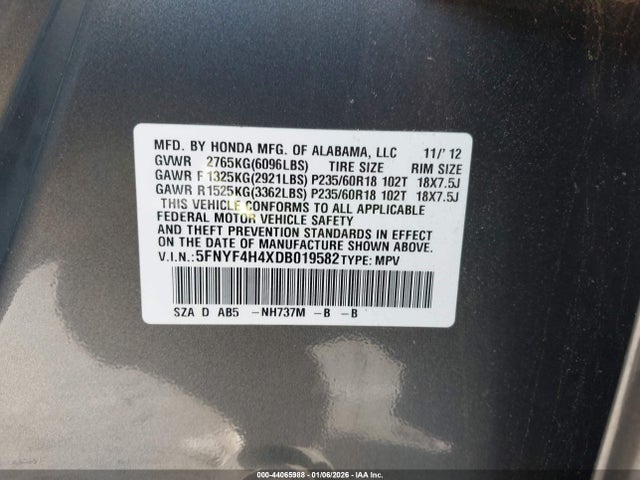 MFD. BY HONDA MFG. OF ALABAMA, LLC 11/'12
GVWR 2765KG(6096LBS) TIRE SIZE RIM SIZE
GAWR F 1325KG(2921LBS) P235/60R18 102T 18X7.5J
GAWR R1525KG(3362LBS) P235/60R18 102T 18X7.5J
THIS VEHICLE CONFORMS TO ALL APPLICABLE
FEDERAL MOTOR VEHICLE SAFETY
AND THEFT PREVENTION STANDARDS IN EFFECT
ON THE DATE OF MANUFACTURE SHOWN ABOVE.
V.I.N.:5FNYF4H4XDB019582 TYPE: MPV
SZA D AB5 -NH737M -B -B
000-44065988 - 01/06/2026 - © IAA Inc.